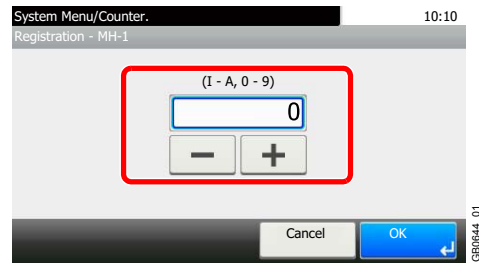 System Menu/Counter.
10:10
Registration - MH-1
(I - A, 0 - 9)
0
− +
Cancel
OK
GB0644_01